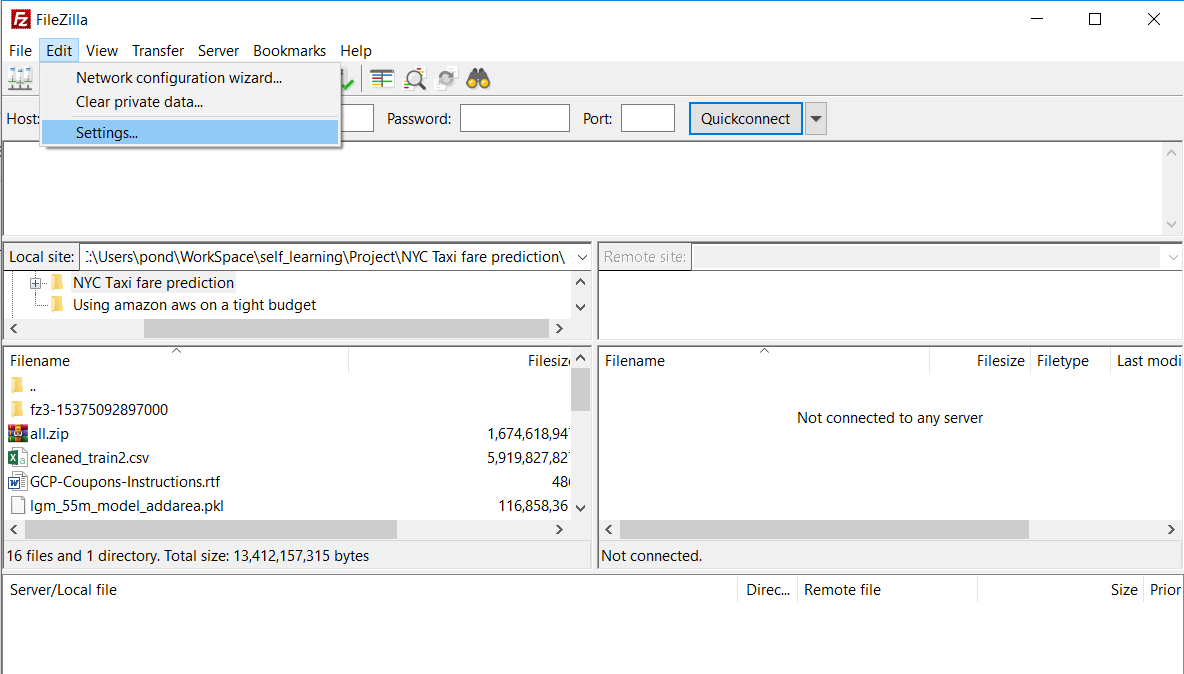 FileZilla
File Edit View Transfer Server Bookmarks Help
Network configuration wizard...
Clear private data...
Settings...
Host: Password: Port: Quickconnect
Local site: :\Users\pond\WorkSpace\self_learning\Project\NYC Taxi fare prediction\
Remote site:
NYC Taxi fare prediction
Using amazon aws on a tight budget
Filename Filesize
..
fz3-15375092897000
all.zip 1,674,618,947
cleaned_train2.csv 5,919,827,827
GCP-Coupons-Instructions.rtf 486
lgm_55m_model_addarea.pkl 116,858,36
16 files and 1 directory. Total size: 13,412,157,315 bytes
Filename Filesize Filetype Last modi
Not connected to any server
Not connected.
Server/Local file Direc... Remote file Size Prior